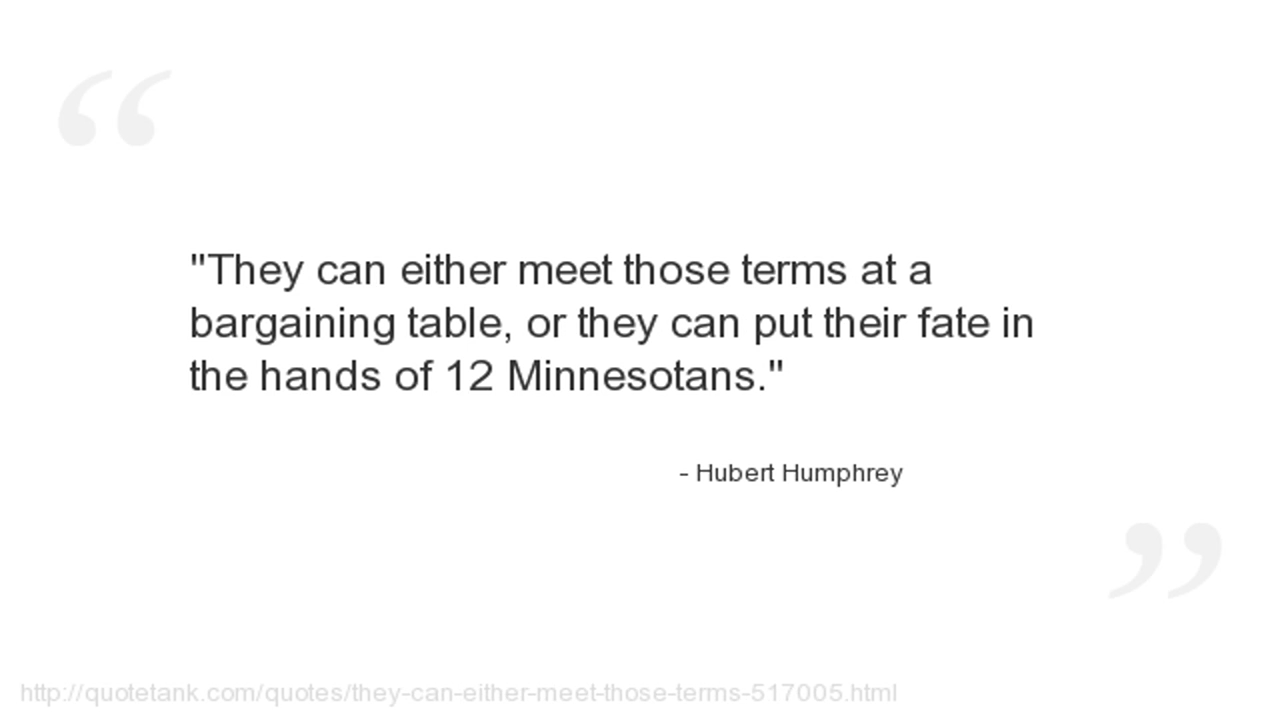 "They can either meet those terms at a
bargaining table, or they can put their fate in
the hands of 12 Minnesotans."
- Hubert Humphrey
http://quotetank.com/quotes/they-can-either-meet-those-terms-517005.html